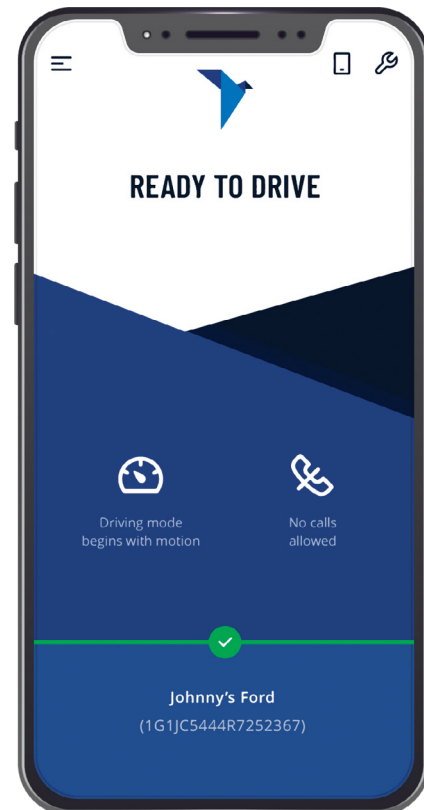 READY TO DRIVE
Driving mode
begins with motion
No calls
allowed
Johnny's Ford
(1G1JC5444R7252367)